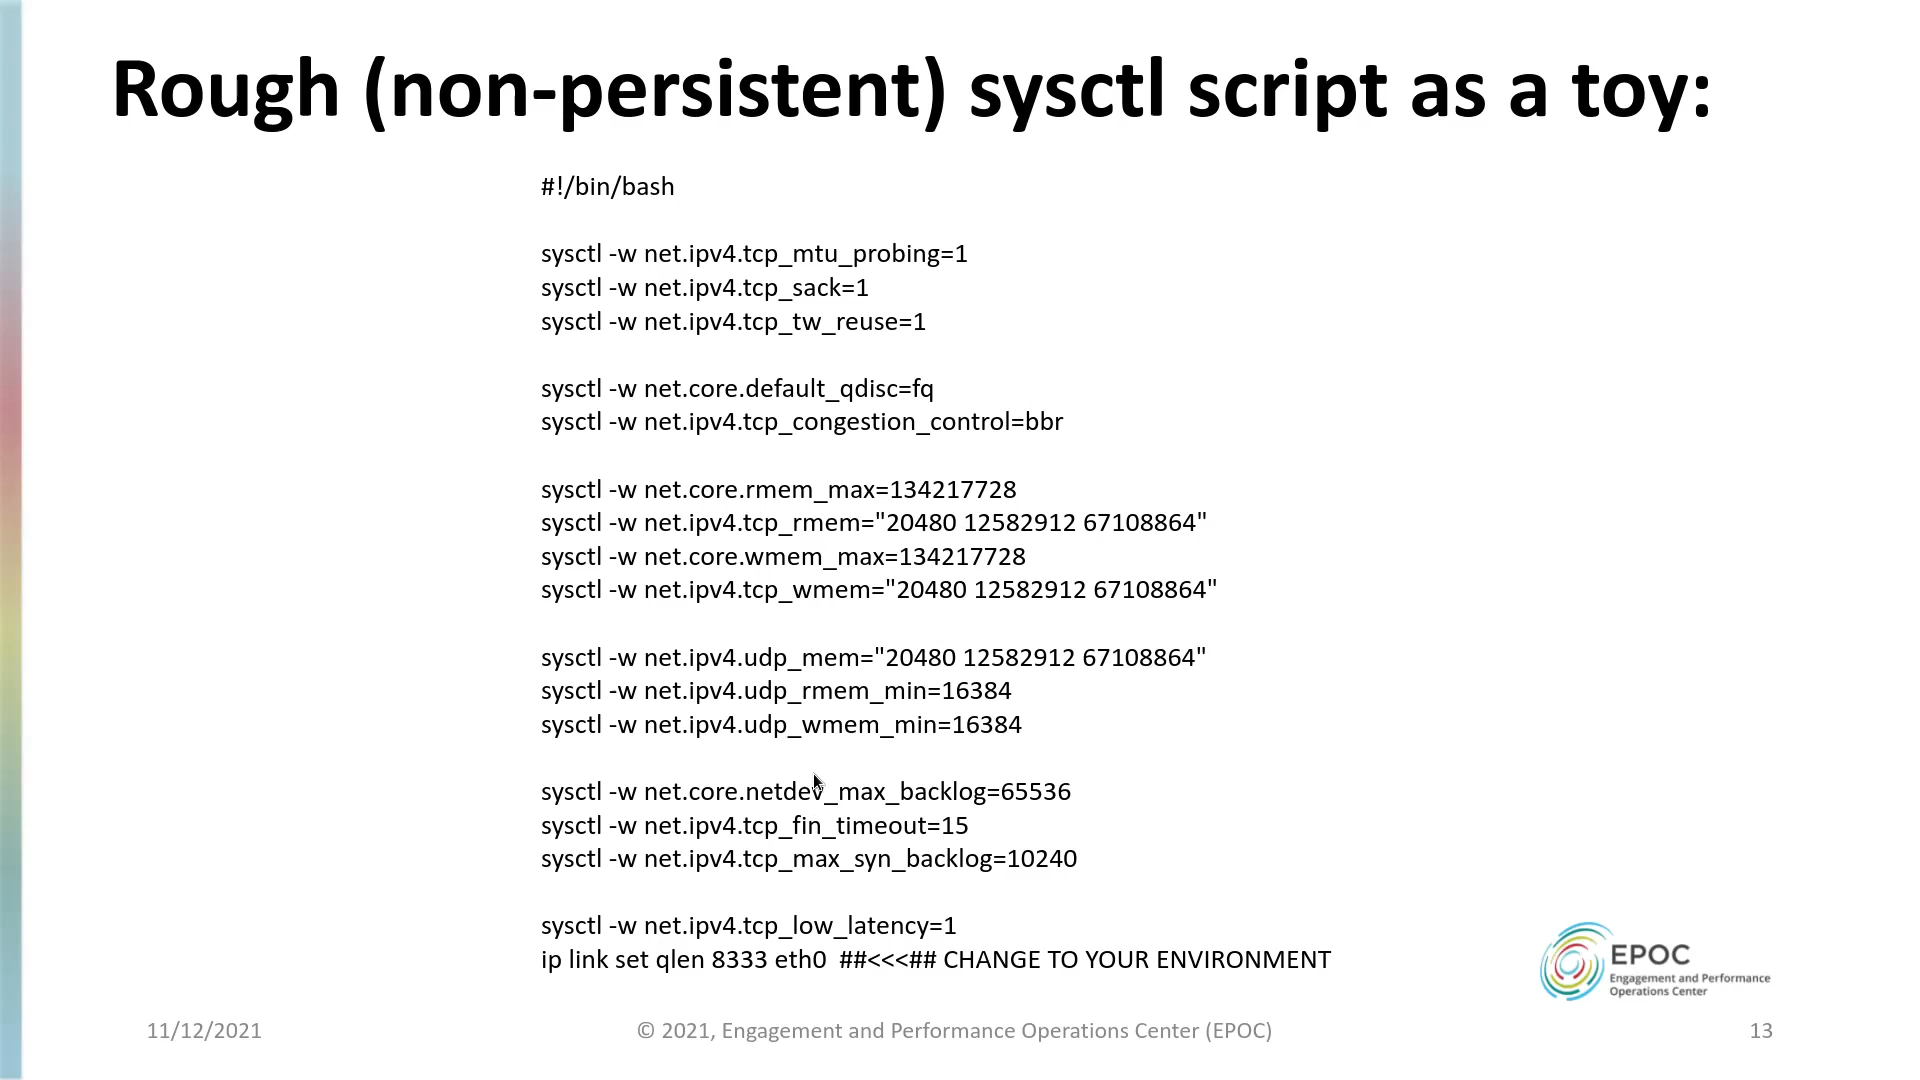 Rough (non-persistent) sysctl script as a toy:
#!/bin/bash
sysctl -w net.ipv4.tcp_mtu_probing=1
sysctl -w net.ipv4.tcp_sack=1
sysctl -w net.ipv4.tcp_tw_reuse=1
sysctl -w net.core.default_qdisc=fq
sysctl -w net.ipv4.tcp_congestion_control=bbr
sysctl -w net.core.rmem_max=134217728
sysctl -w net.ipv4.tcp_rmem="20480 12582912 67108864"
sysctl -w net.core.wmem_max=134217728
sysctl -w net.ipv4.tcp_wmem="20480 12582912 67108864"
sysctl -w net.ipv4.udp_mem="20480 12582912 67108864"
sysctl -w net.ipv4.udp_rmem_min=16384
sysctl -w net.ipv4.udp_wmem_min=16384
sysctl -w net.core.netdev_max_backlog=65536
sysctl -w net.ipv4.tcp_fin_timeout=15
sysctl -w net.ipv4.tcp_max_syn_backlog=10240
sysctl -w net.ipv4.tcp_low_latency=1
ip link set qlen 8333 eth0  ##<<<## CHANGE TO YOUR ENVIRONMENT
EPOC
Engagement and Performance
Operations Center
11/12/2021
© 2021, Engagement and Performance Operations Center (EPOC)
13